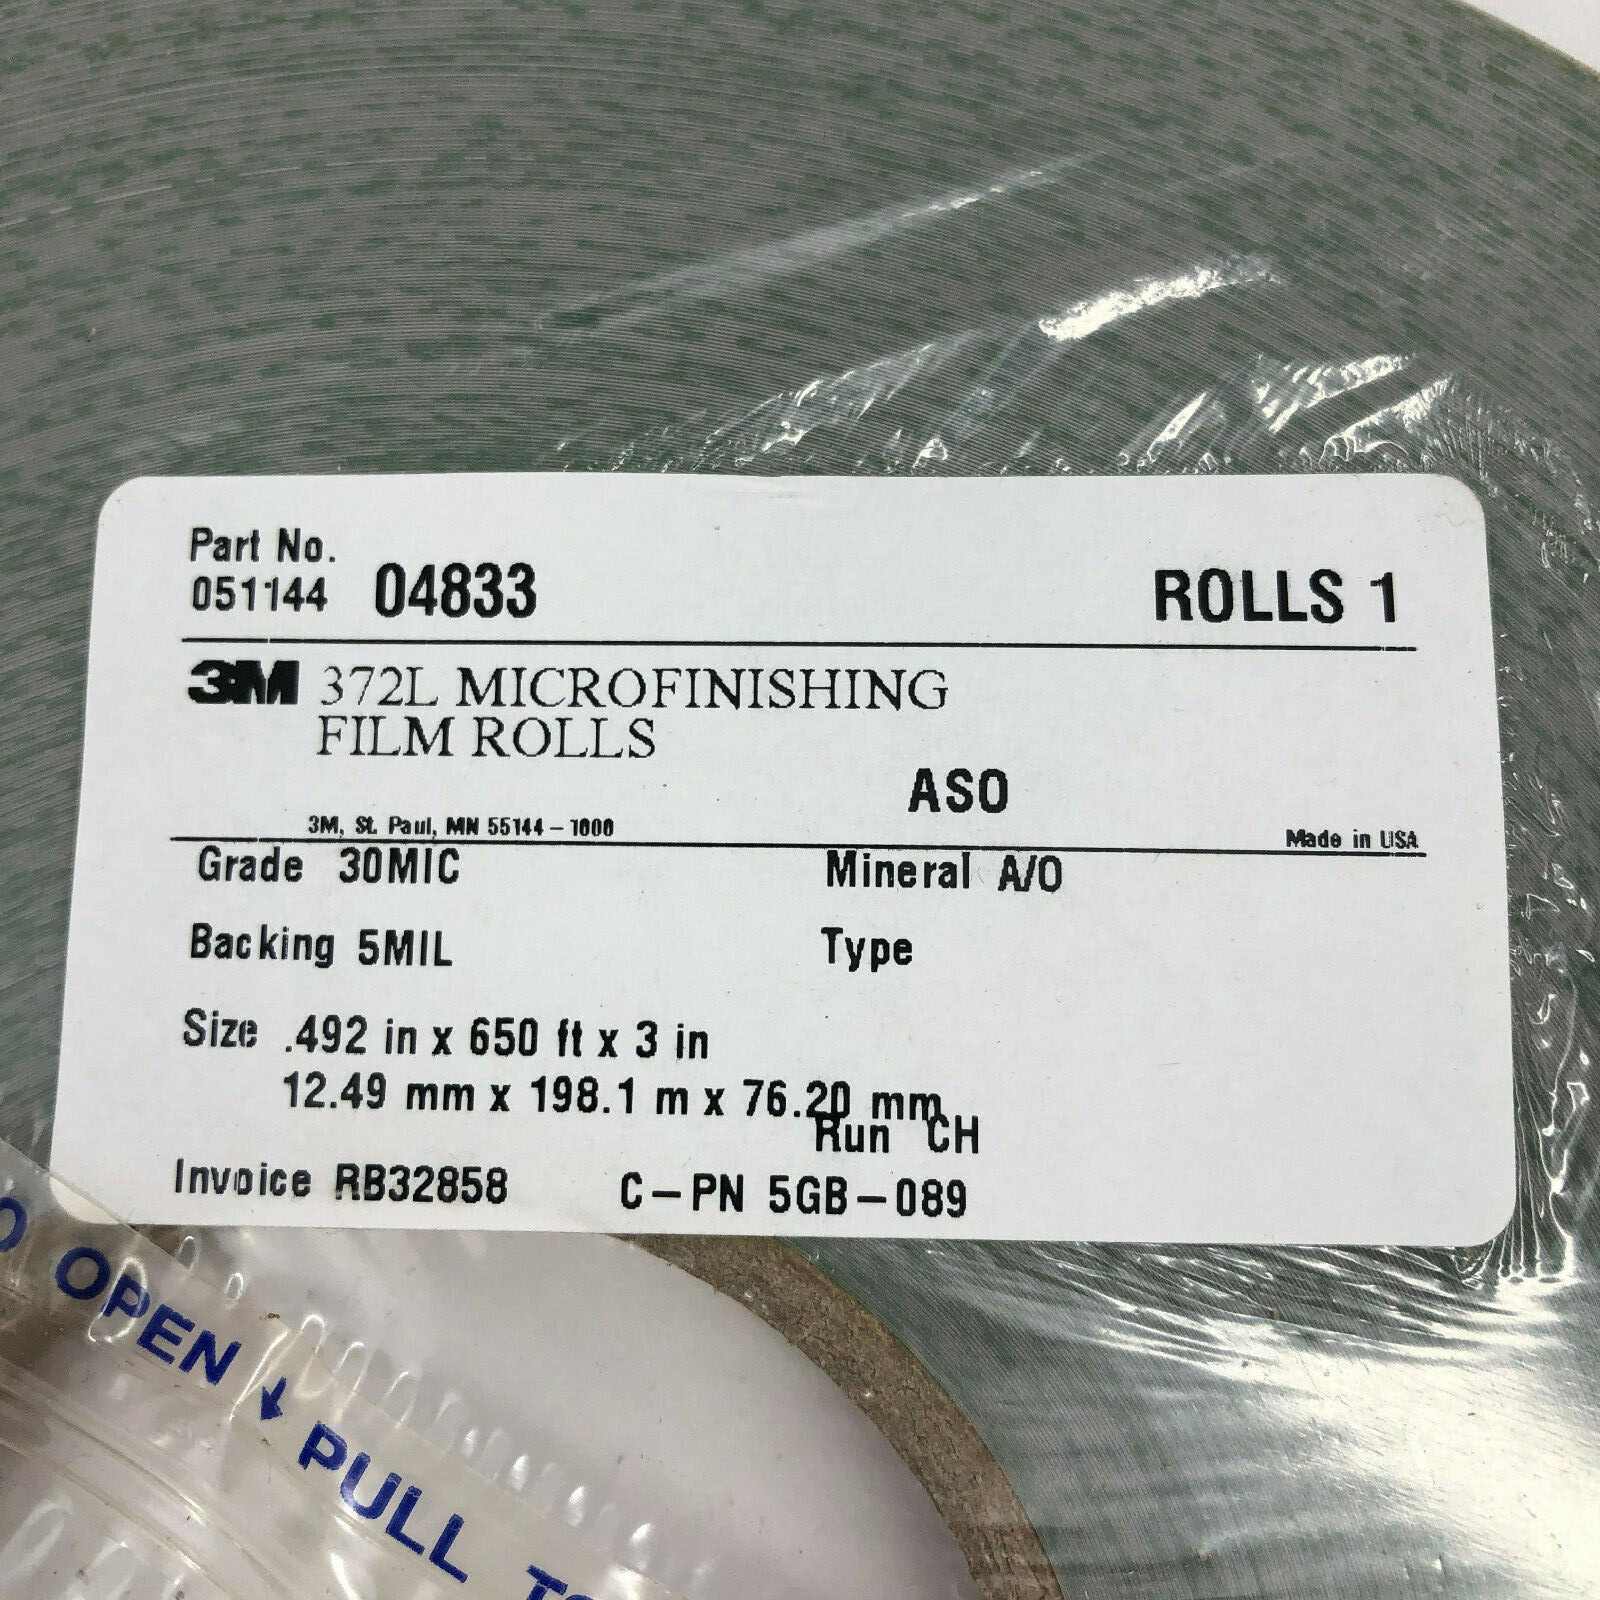 Part No.
051144 04833
ROLLS 1
3M 372L MICROFINISHING
FILM ROLLS
ASO
3M, St. Paul, MN 55144-1000
Made in USA
Grade 30MIC
Mineral A/O
Backing 5MIL
Type
Size .492 in x 650 ft x 3 in
12.49 mm x 198.1 m x 76.20 mm
Run CH
Invoice RB32858
C-PN 5GB-089
OPEN ↓ PULL